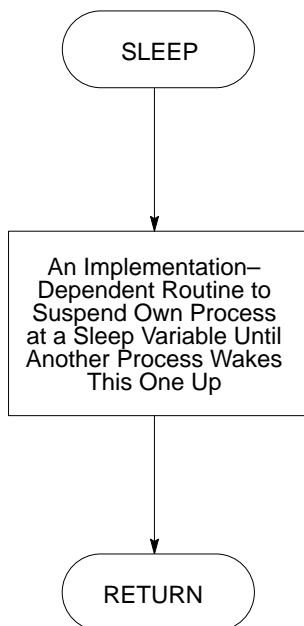 SLEEP
An Implementation–
Dependent Routine to
Suspend Own Process
at a Sleep Variable Until
Another Process Wakes
This One Up
RETURN